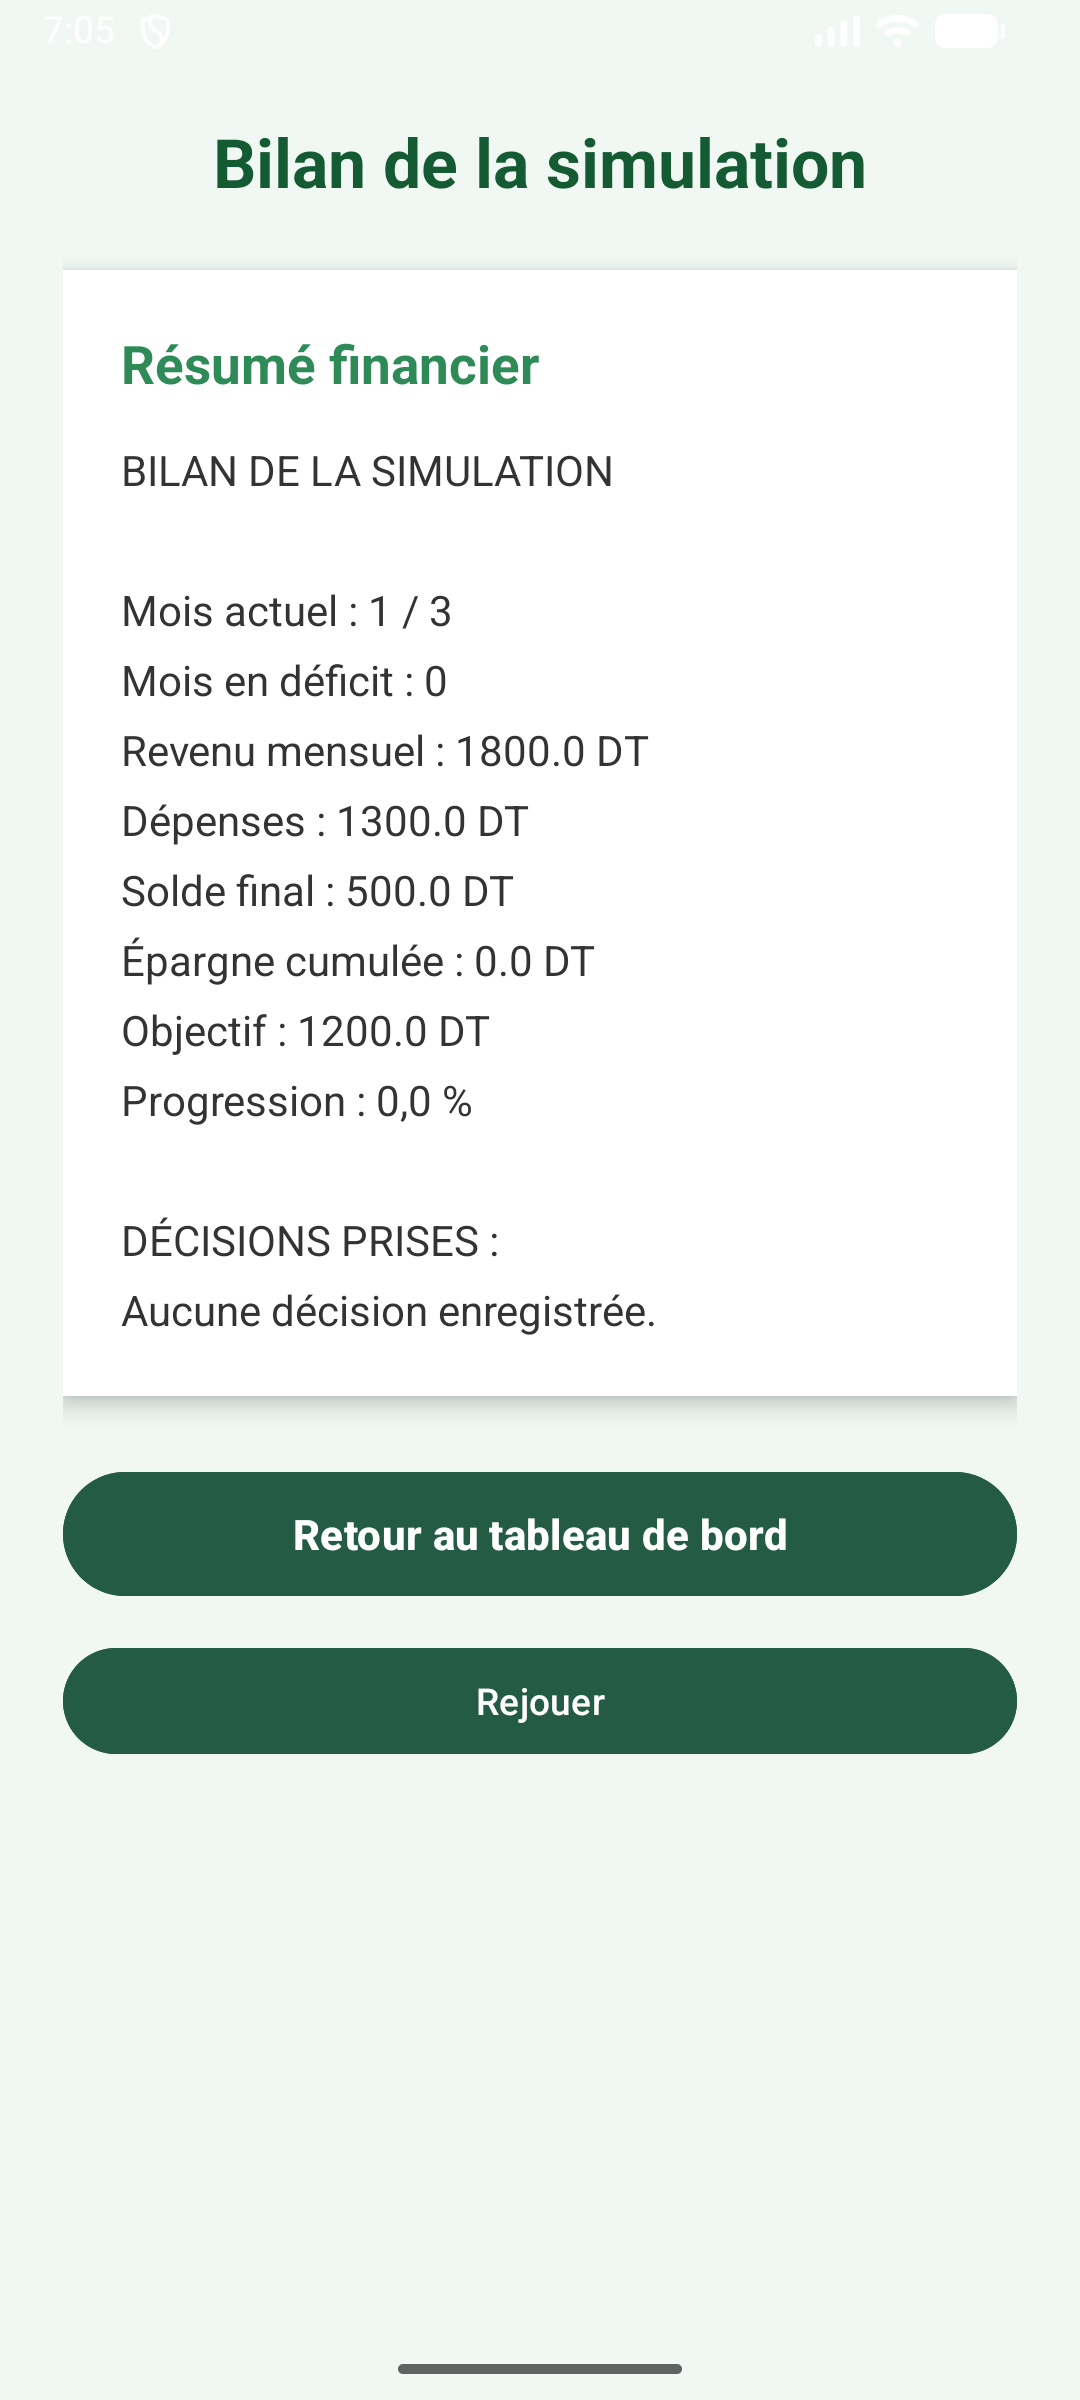 7:05
Bilan de la simulation
Résumé financier
BILAN DE LA SIMULATION
Mois actuel : 1 / 3
Mois en déficit : 0
Revenu mensuel : 1800.0 DT
Dépenses : 1300.0 DT
Solde final : 500.0 DT
Épargne cumulée : 0.0 DT
Objectif : 1200.0 DT
Progression : 0,0 %
DÉCISIONS PRISES :
Aucune décision enregistrée.
Retour au tableau de bord
Rejouer